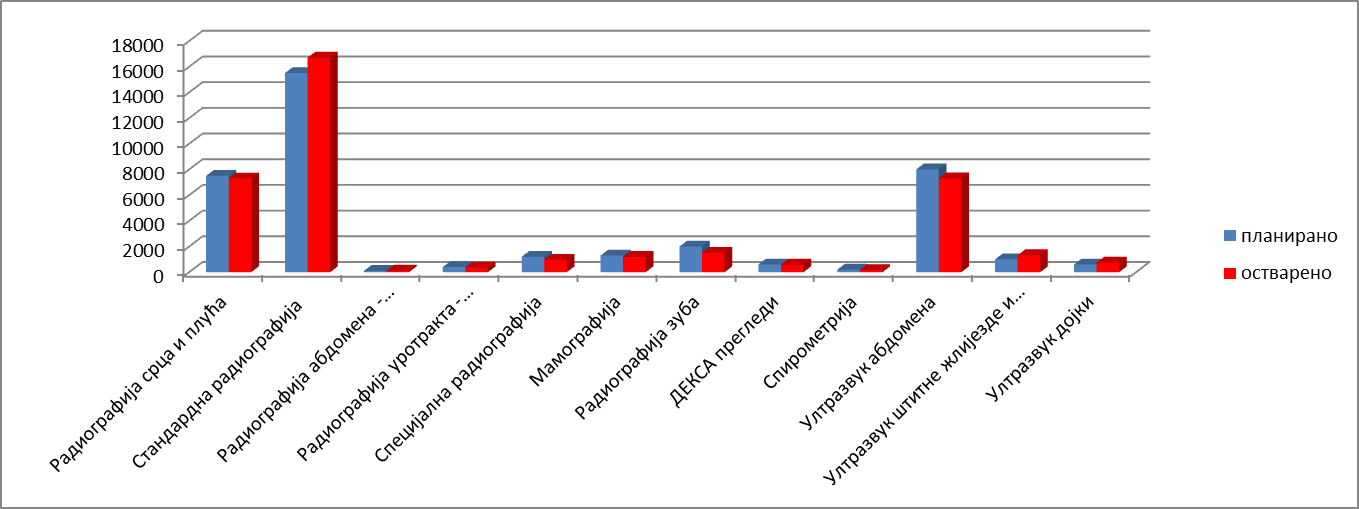 18000
16000
14000
12000
10000
8000
6000
4000
2000
0
Радиографија срца и плућа
Стандардна радиографија
Радиографија абдомена -...
Радиографија уротракта -...
Специјална радиографија
Мамографија
Радиографија зуба
ДЕКСА прегледи
Спирометрија
Ултразвук абдомена
Ултразвук штитне жлијезде и...
Ултразвук дојки
планирано
остварено